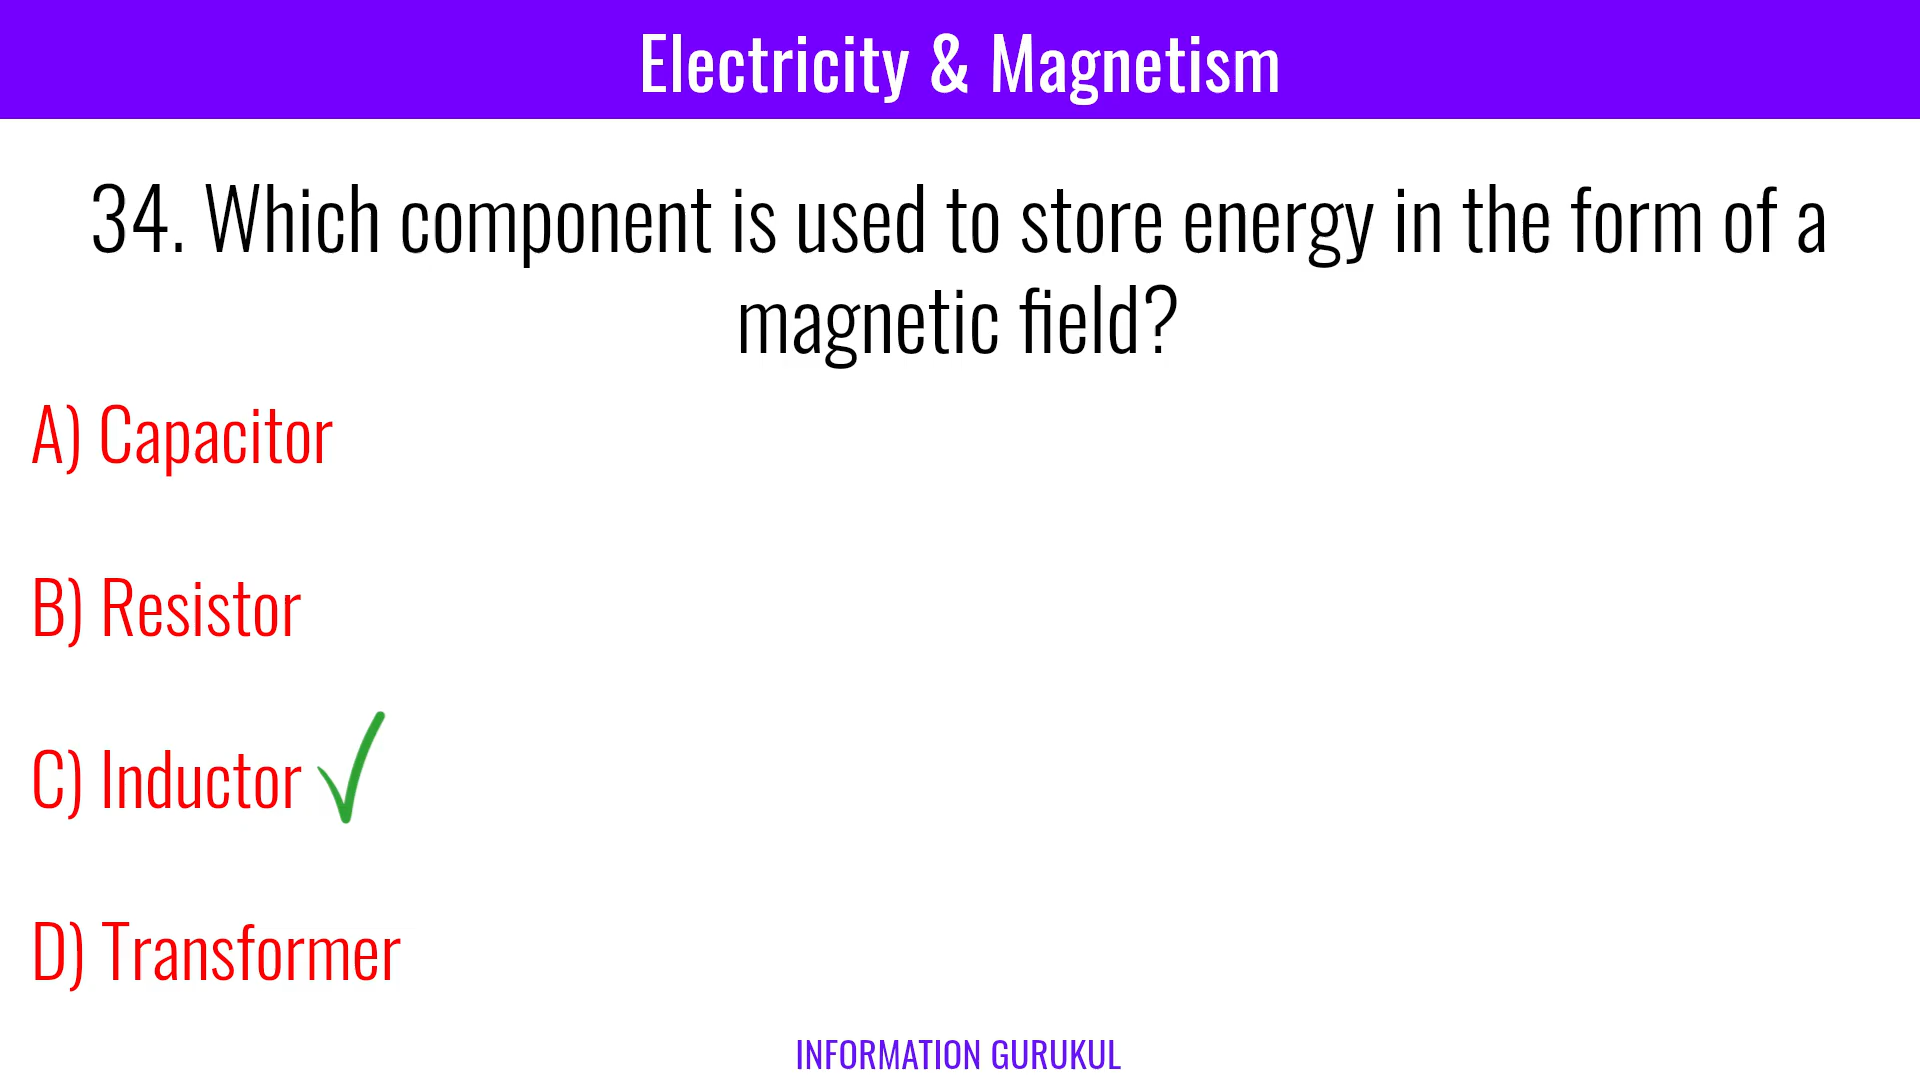 Electricity & Magnetism
34. Which component is used to store energy in the form of a
magnetic field?
A) Capacitor
B) Resistor
C) Inductor
D) Transformer
INFORMATION GURUKUL